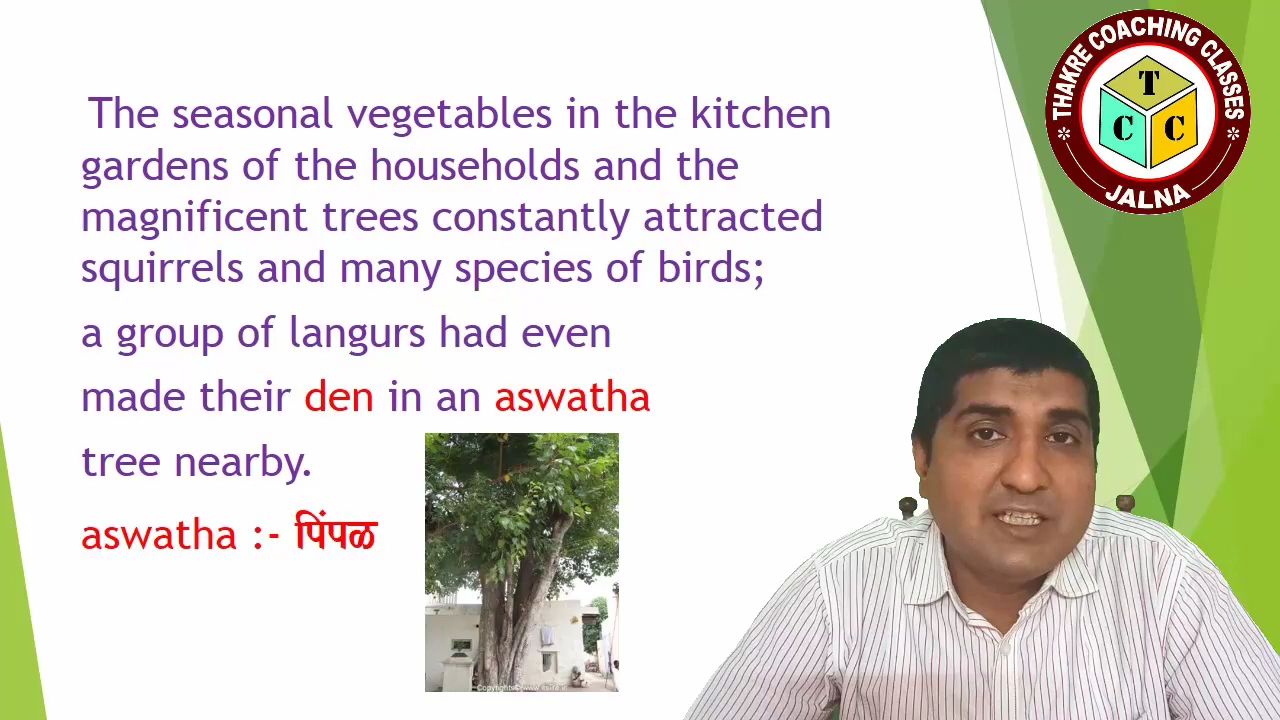 The seasonal vegetables in the kitchen
gardens of the households and the
magnificent trees constantly attracted
squirrels and many species of birds;
a group of langurs had even
made their den in an aswatha
tree nearby.
aswatha :- पिंपळ
THAKRE COACHING CLASSES
T
C C
JALNA